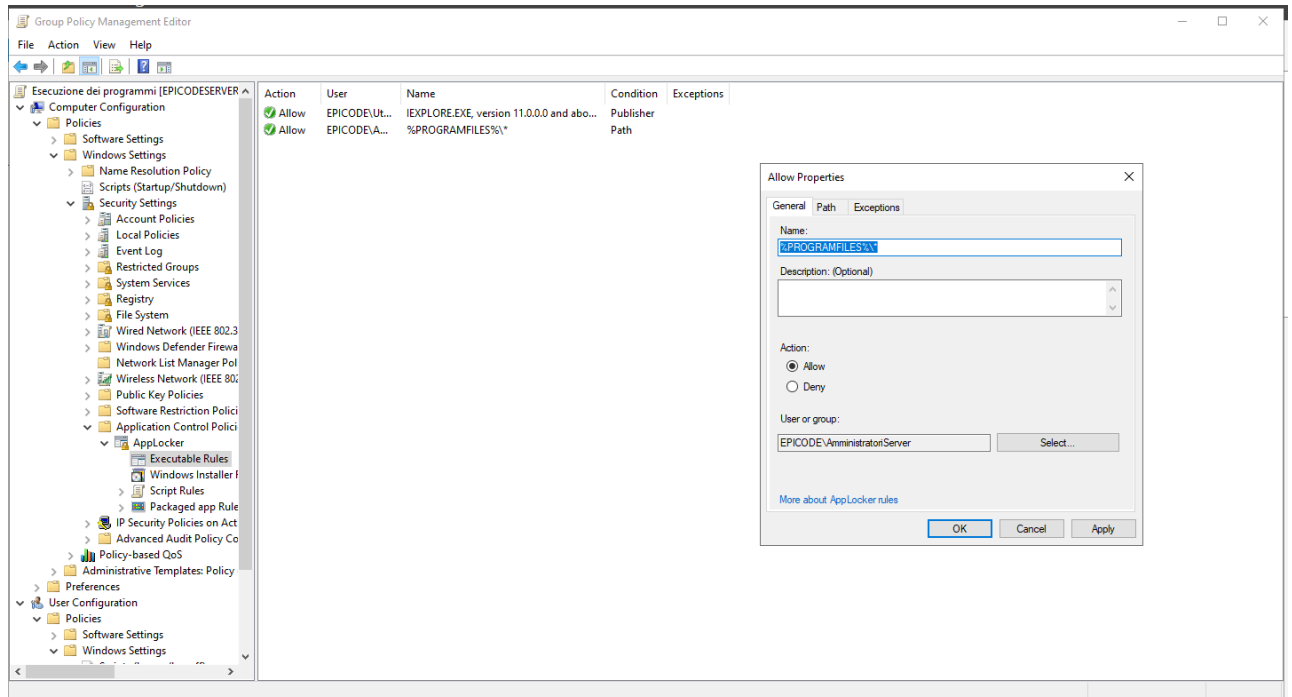 Group Policy Management Editor
File Action View Help
Esecuzione dei programmi [EPICODESERVER
Computer Configuration
Policies
Software Settings
Windows Settings
Name Resolution Policy
Scripts (Startup/Shutdown)
Security Settings
Account Policies
Local Policies
Event Log
Restricted Groups
System Services
Registry
File System
Wired Network (IEEE 802.3
Windows Defender Firewa
Network List Manager Pol
Wireless Network (IEEE 802
Public Key Policies
Software Restriction Polici
Application Control Polici
AppLocker
Executable Rules
Windows Installer F
Script Rules
Packaged app Rule
IP Security Policies on Act
Advanced Audit Policy Co
Policy-based QoS
Administrative Templates: Policy
Preferences
User Configuration
Policies
Software Settings
Windows Settings
Action User Name Condition Exceptions
Allow EPICODE\Ut... IEXPLORE.EXE, version 11.0.0.0 and abo... Publisher
Allow EPICODE\A... %PROGRAMFILES%\* Path
Allow Properties
General Path Exceptions
Name:
%PROGRAMFILES%\*
Description: (Optional)
Action:
Allow
Deny
User or group:
EPICODE\AmministratoriServer Select...
More about AppLocker rules
OK Cancel Apply